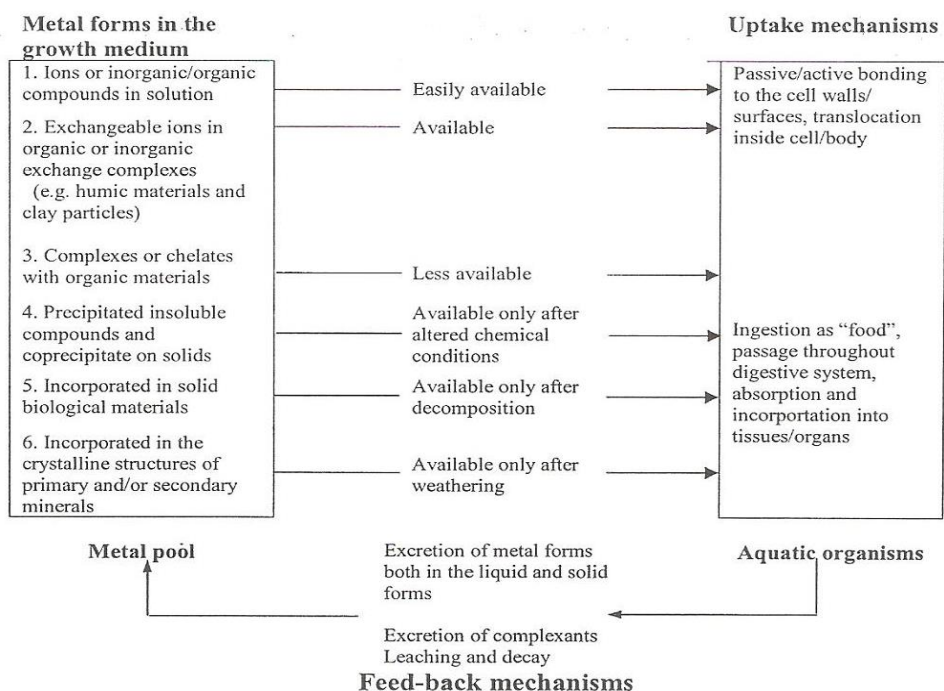 Metal forms in the
growth medium
Uptake mechanisms
1. Ions or inorganic/organic
compounds in solution
Easily available
Passive/active bonding
to the cell walls/
surfaces, translocation
inside cell/body
2. Exchangeable ions in
organic or inorganic
exchange complexes
(e.g. humic materials and
clay particles)
Available
3. Complexes or chelates
with organic materials
Less available
4. Precipitated insoluble
compounds and
coprecipitate on solids
Available only after
altered chemical
conditions
Ingestion as “food”,
passage throughout
digestive system,
absorption and
incorportation into
tissues/organs
5. Incorporated in solid
biological materials
Available only after
decomposition
6. Incorporated in the
crystalline structures of
primary and/or secondary
minerals
Available only after
weathering
Metal pool
Excretion of metal forms
both in the liquid and solid
forms
Aquatic organisms
Excretion of complexants
Leaching and decay
Feed-back mechanisms